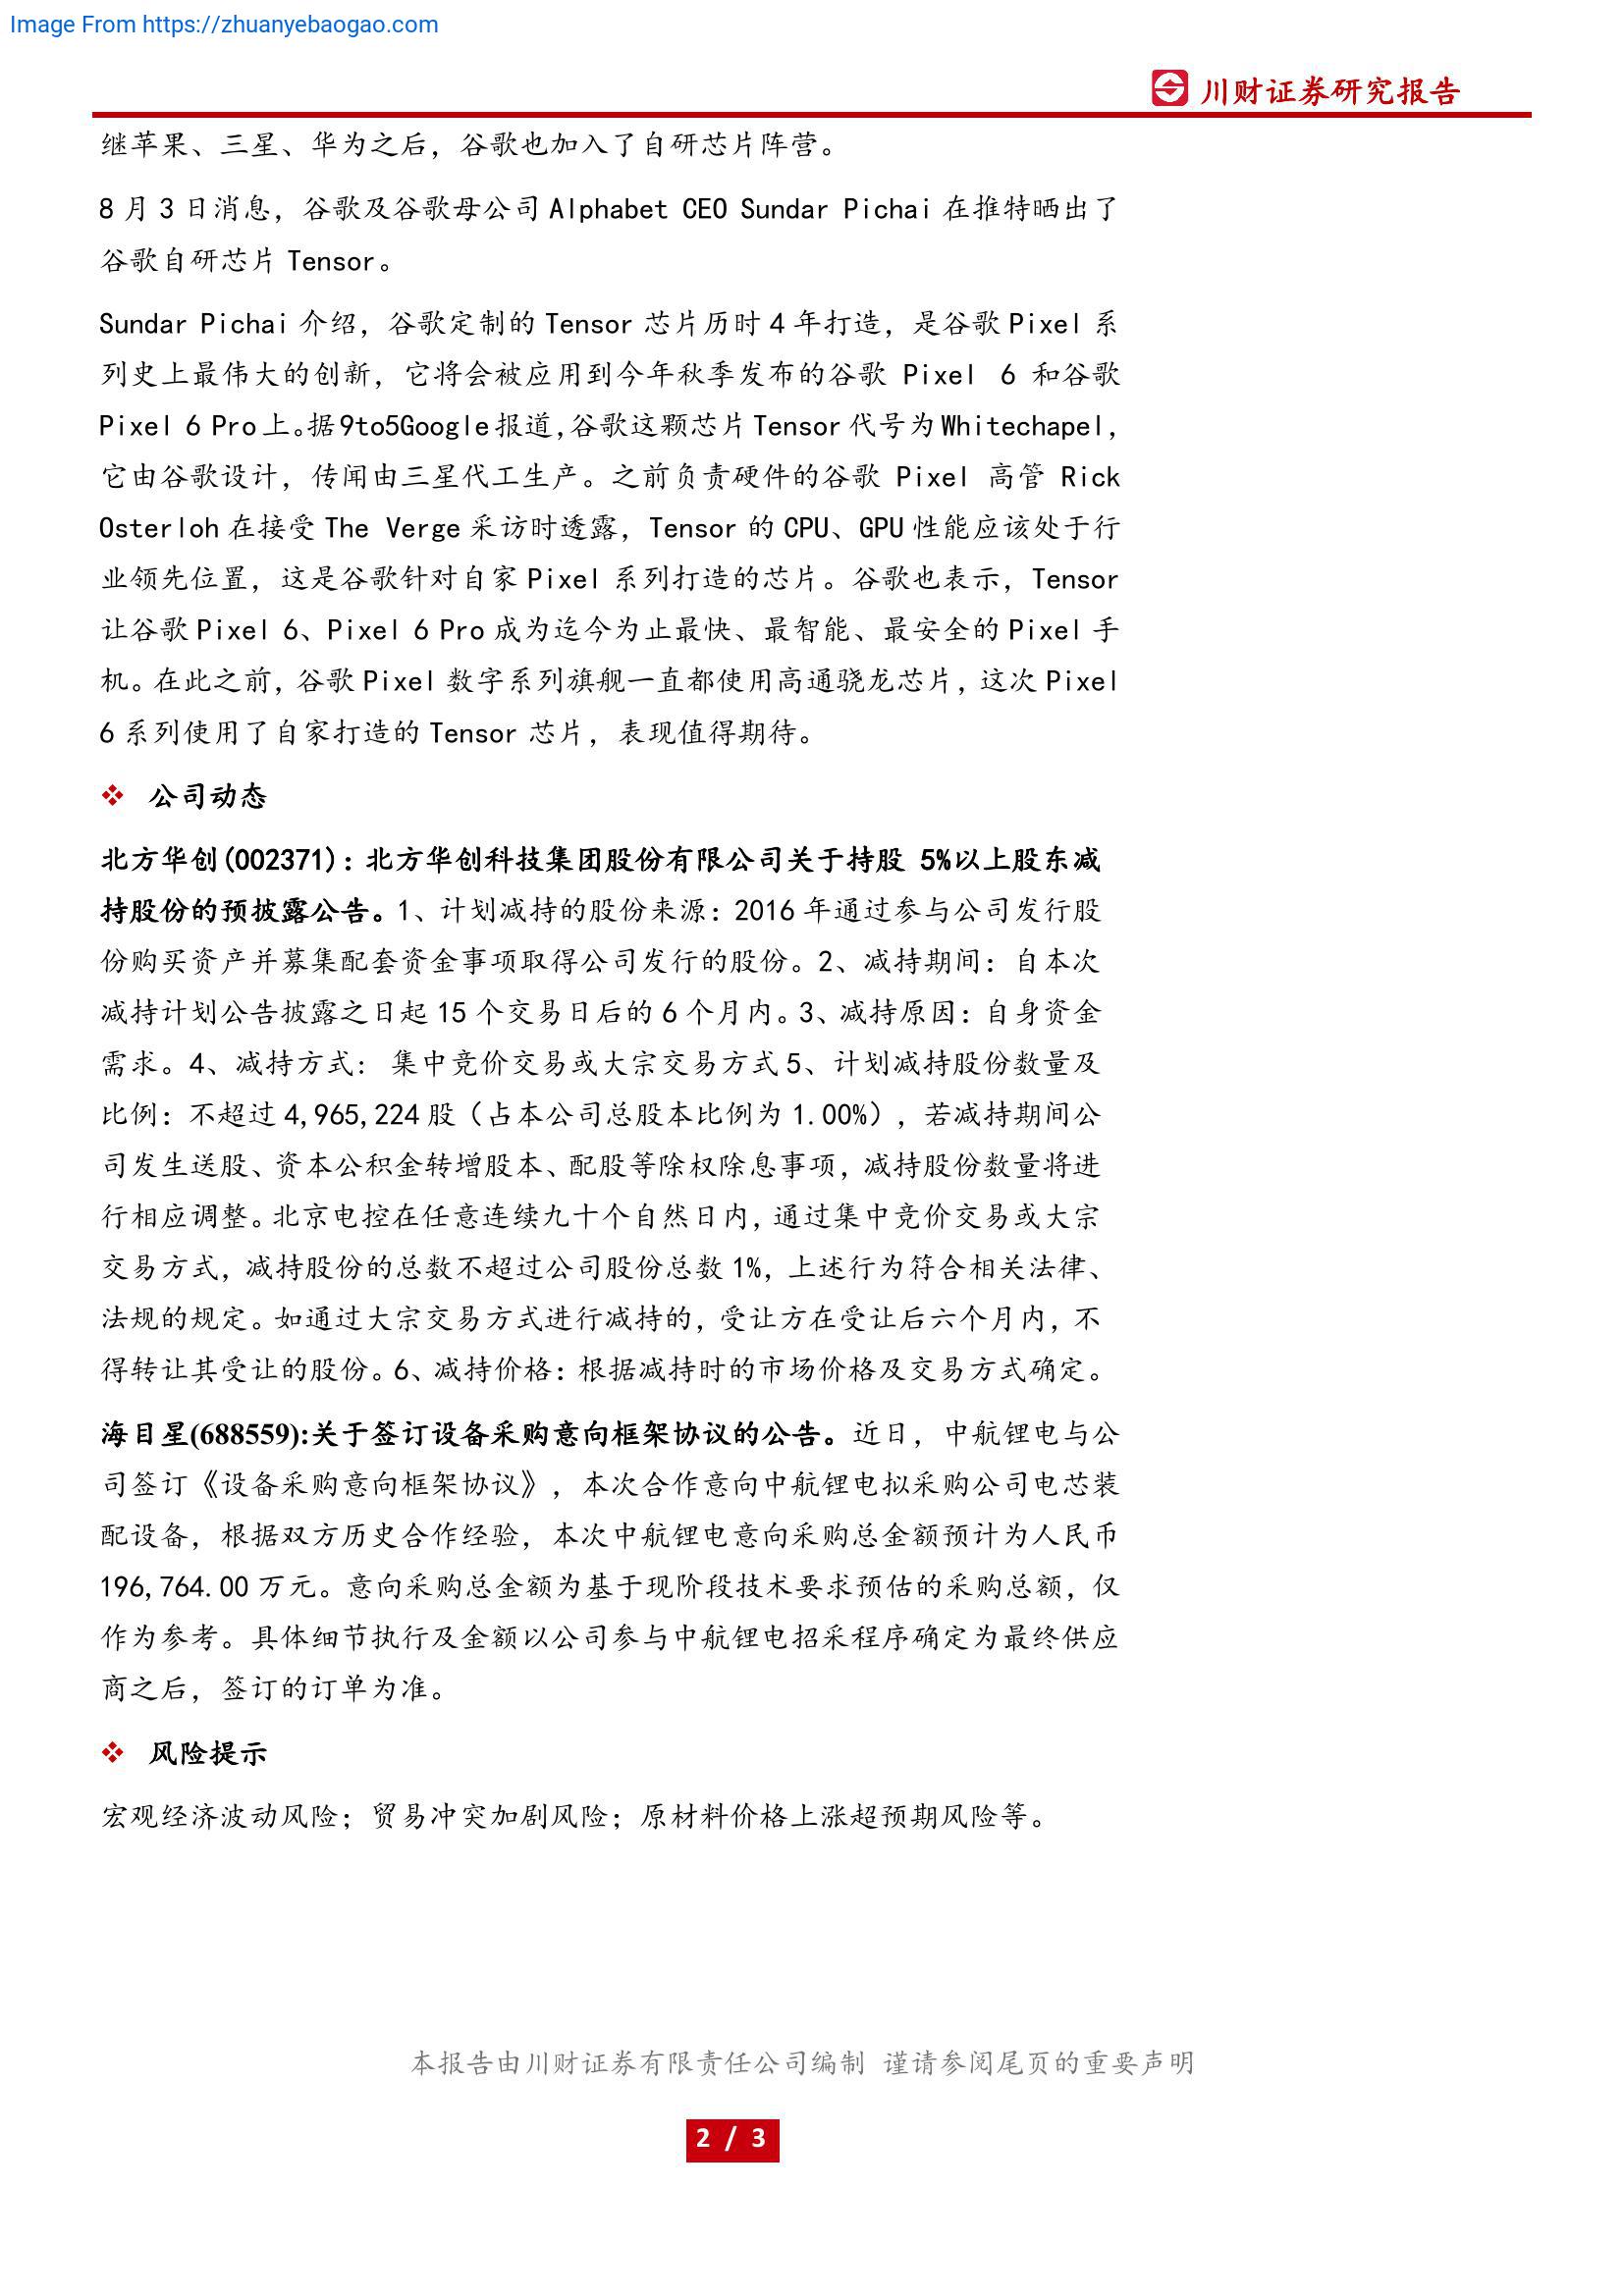 Image From https://zhuanyebaogao.com
川财证券研究报告
继苹果、三星、华为之后，谷歌也加入了自研芯片阵营。
8 月 3 日消息，谷歌及谷歌母公司 Alphabet CEO Sundar Pichai 在推特晒出了
谷歌自研芯片 Tensor。
Sundar Pichai 介绍，谷歌定制的 Tensor 芯片历时 4 年打造，是谷歌 Pixel 系
列史上最伟大的创新，它将会被应用到今年秋季发布的谷歌 Pixel 6 和谷歌
Pixel 6 Pro 上。据 9to5Google 报道，谷歌这颗芯片 Tensor 代号为 Whitechapel，
它由谷歌设计，传闻由三星代工生产。之前负责硬件的谷歌 Pixel 高管 Rick
Osterloh 在接受 The Verge 采访时透露，Tensor 的 CPU、GPU 性能应该处于行
业领先位置，这是谷歌针对自家 Pixel 系列打造的芯片。谷歌也表示，Tensor
让谷歌 Pixel 6、Pixel 6 Pro 成为迄今为止最快、最智能、最安全的 Pixel 手
机。在此之前，谷歌 Pixel 数字系列旗舰一直都使用高通骁龙芯片，这次 Pixel
6 系列使用了自家打造的 Tensor 芯片，表现值得期待。
❖ 公司动态
北方华创(002371)：北方华创科技集团股份有限公司关于持股 5%以上股东减
持股份的预披露公告。1、计划减持的股份来源：2016 年通过参与公司发行股
份购买资产并募集配套资金事项取得公司发行的股份。2、减持期间：自本次
减持计划公告披露之日起 15 个交易日后的 6 个月内。3、减持原因：自身资金
需求。4、减持方式： 集中竞价交易或大宗交易方式 5、计划减持股份数量及
比例：不超过 4,965,224 股（占本公司总股本比例为 1.00%），若减持期间公
司发生送股、资本公积金转增股本、配股等除权除息事项，减持股份数量将进
行相应调整。北京电控在任意连续九十个自然日内，通过集中竞价交易或大宗
交易方式，减持股份的总数不超过公司股份总数 1%，上述行为符合相关法律、
法规的规定。如通过大宗交易方式进行减持的，受让方在受让后六个月内，不
得转让其受让的股份。6、减持价格：根据减持时的市场价格及交易方式确定。
海目星(688559):关于签订设备采购意向框架协议的公告。近日，中航锂电与公
司签订《设备采购意向框架协议》，本次合作意向中航锂电拟采购公司电芯装
配设备，根据双方历史合作经验，本次中航锂电意向采购总金额预计为人民币
196,764.00 万元。意向采购总金额为基于现阶段技术要求预估的采购总额，仅
作为参考。具体细节执行及金额以公司参与中航锂电招采程序确定为最终供应
商之后，签订的订单为准。
❖ 风险提示
宏观经济波动风险；贸易冲突加剧风险；原材料价格上涨超预期风险等。
本报告由川财证券有限责任公司编制 谨请参阅尾页的重要声明
2 / 3